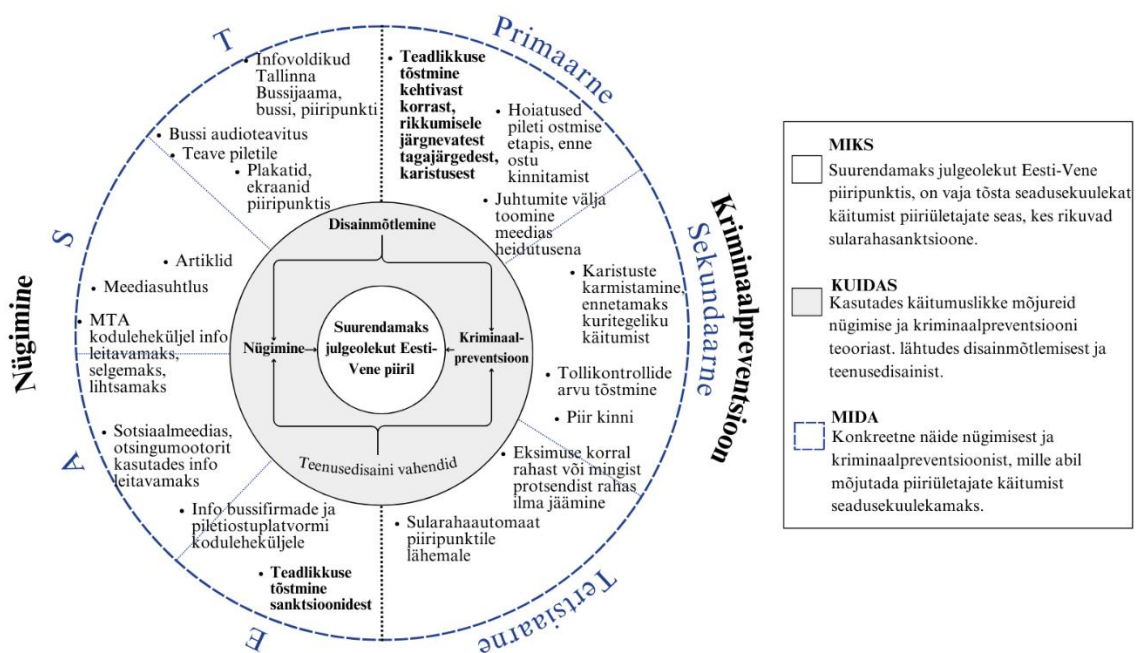 T
Primaarne
• Infovoldikud
Tallinna
Bussijaama,
bussi, piiripunkti
• Bussi audioteavitus
• Teave piletile
• Plakatid,
ekraanid
piiripunktis
• Teadlikkuse
tõstmine
kehtivast
korrast,
rikkumisele
järgnevatest
tagajärgedest,
karistusest
• Hoiatused
pileti ostmise
etapis, enne
ostu
kinnitamist
• Juhtumite välja
toomine
meedias
heidutusena
S
Nügimine
• Artiklid
• Meediasuhtlus
• MTA
koduleheküljel info
leitavamaks,
selgemaks,
lihtsamaks
Disainmõtlemine
Nügimine
Suurendamaks
julgeolekut Eesti-
Vene piiril
Kriminaal-
preventsioon
Teenusedisaini vahendid
Sekundaarne
Kriminaalpreventsioon
• Karistuste
karmistamine,
ennetamaks
kuritegeliku
käitumist
• Tollikontrollide
arvu tõstmine
• Piir kinni
• Eksimuse korral
rahast või mingist
protsendist rahas
ilma jäämine
A
• Sotsiaalmeedias,
otsingumootorit
kasutades info
leitavamaks
• Info bussifirmade ja
piletiostuplatvormi
koduleheküljele
• Teadlikkuse
tõstmine
sanktsioonidest
E
• Sularahaautomaat
piiripunktile
lähemale
Tertsiaarne
MIKS
Suurendamaks julgeolekut Eesti-Vene
piiripunktis, on vaja tõsta seadusekuulekat
käitumist piiriületajate seas, kes rikuvad
sularahasanktsioone.
KUIDAS
Kasutades käitumuslikke mõjureid
nügimise ja kriminaalpreventsiooni
teooriast. lähtudes disainmõtlemisest ja
teenusedisainist.
MIDA
Konkreetne näide nügimisest ja
kriminaalpreventsioonist, mille abil
mõjutada piiriületajate käitumist
seadusekuulekamaks.